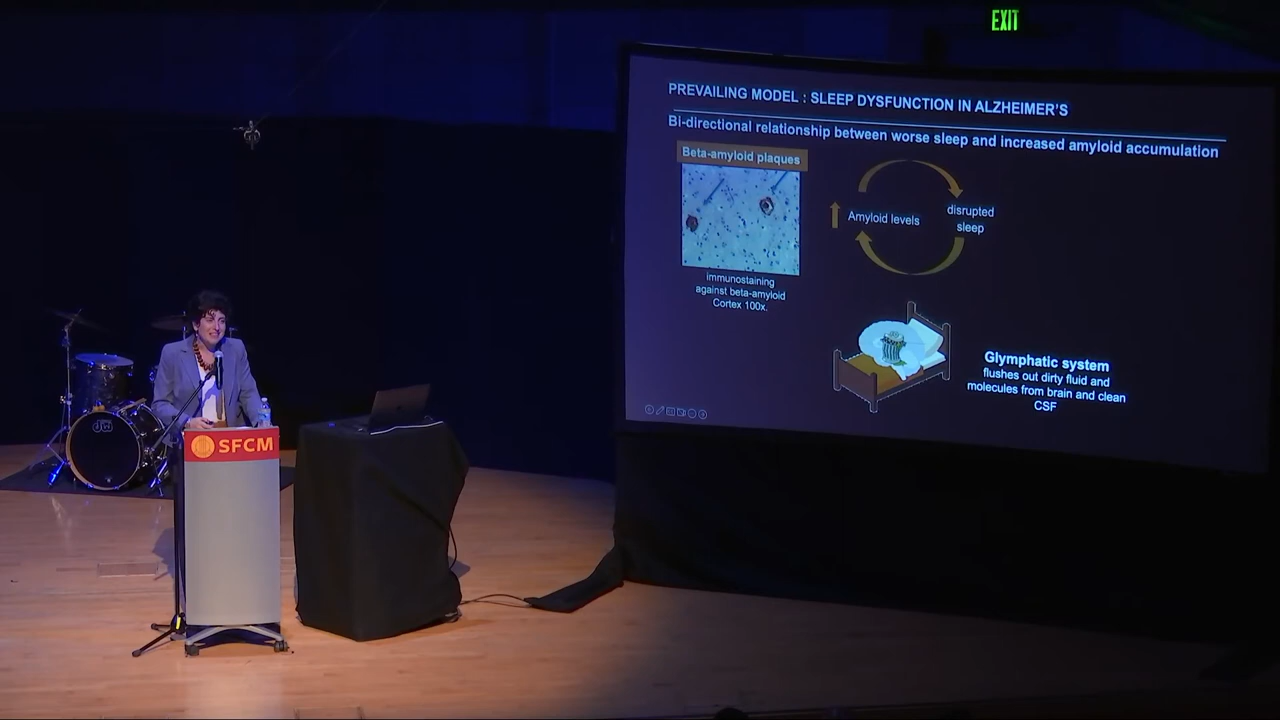 EXIT
PREVAILING MODEL : SLEEP DYSFUNCTION IN ALZHEIMER'S
Bi-directional relationship between worse sleep and increased amyloid accumulation
Beta-amyloid plaques
immunostaining
against beta-amyloid
Cortex 100x.
Amyloid levels
disrupted
sleep
Glymphatic system
flushes out dirty fluid and
molecules from brain and clean
CSF
SFCM